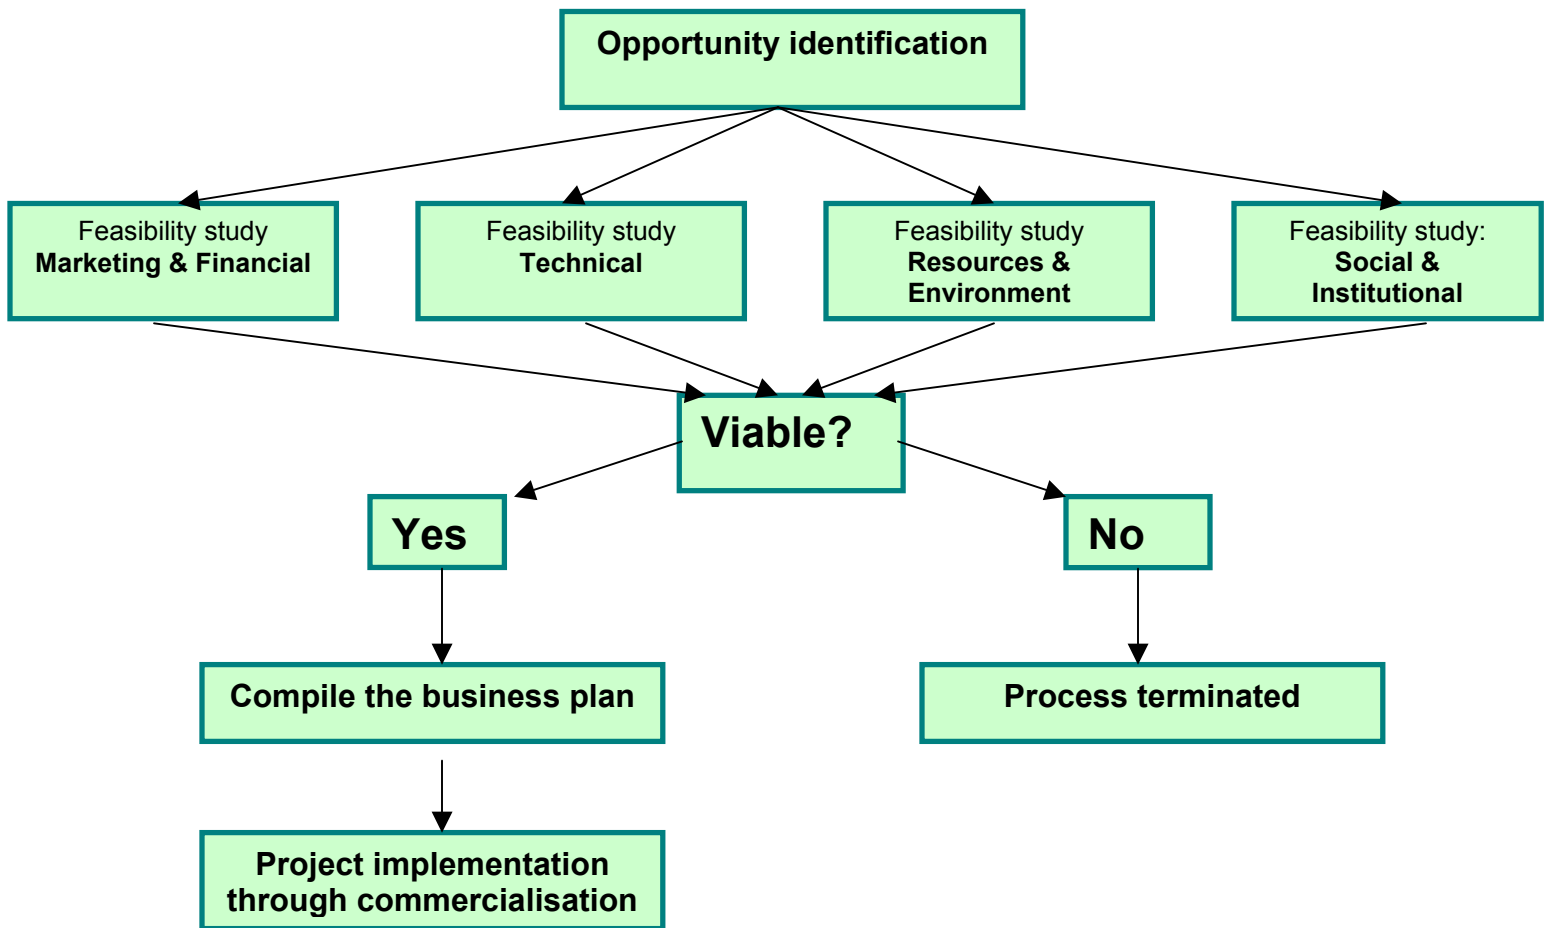 Opportunity identification
Feasibility study
Marketing & Financial
Feasibility study
Technical
Feasibility study
Resources &
Environment
Feasibility study:
Social &
Institutional
Viable?
Yes
No
Compile the business plan
Process terminated
Project implementation
through commercialisation